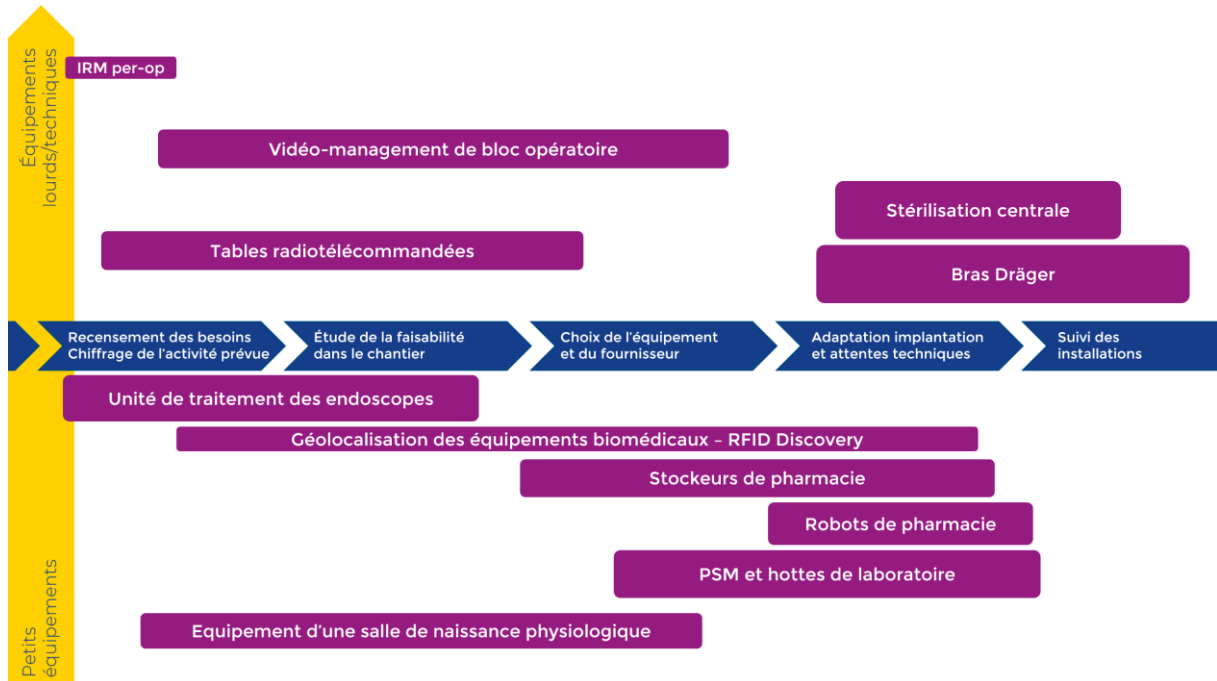 Équipements
lourds/techniques
IRM per-op
Vidéo-management de bloc opératoire
Stérilisation centrale
Tables radiotélécommandées
Bras Dräger
Recensement des besoins
Chiffrage de l'activité prévue
Étude de la faisabilité
dans le chantier
Choix de l'équipement
et du fournisseur
Adaptation implantation
et attentes techniques
Suivi des
installations
Unité de traitement des endoscopes
Géolocalisation des équipements biomédicaux – RFID Discovery
Stockeurs de pharmacie
Robots de pharmacie
PSM et hottes de laboratoire
Equipement d'une salle de naissance physiologique
Petits
équipements